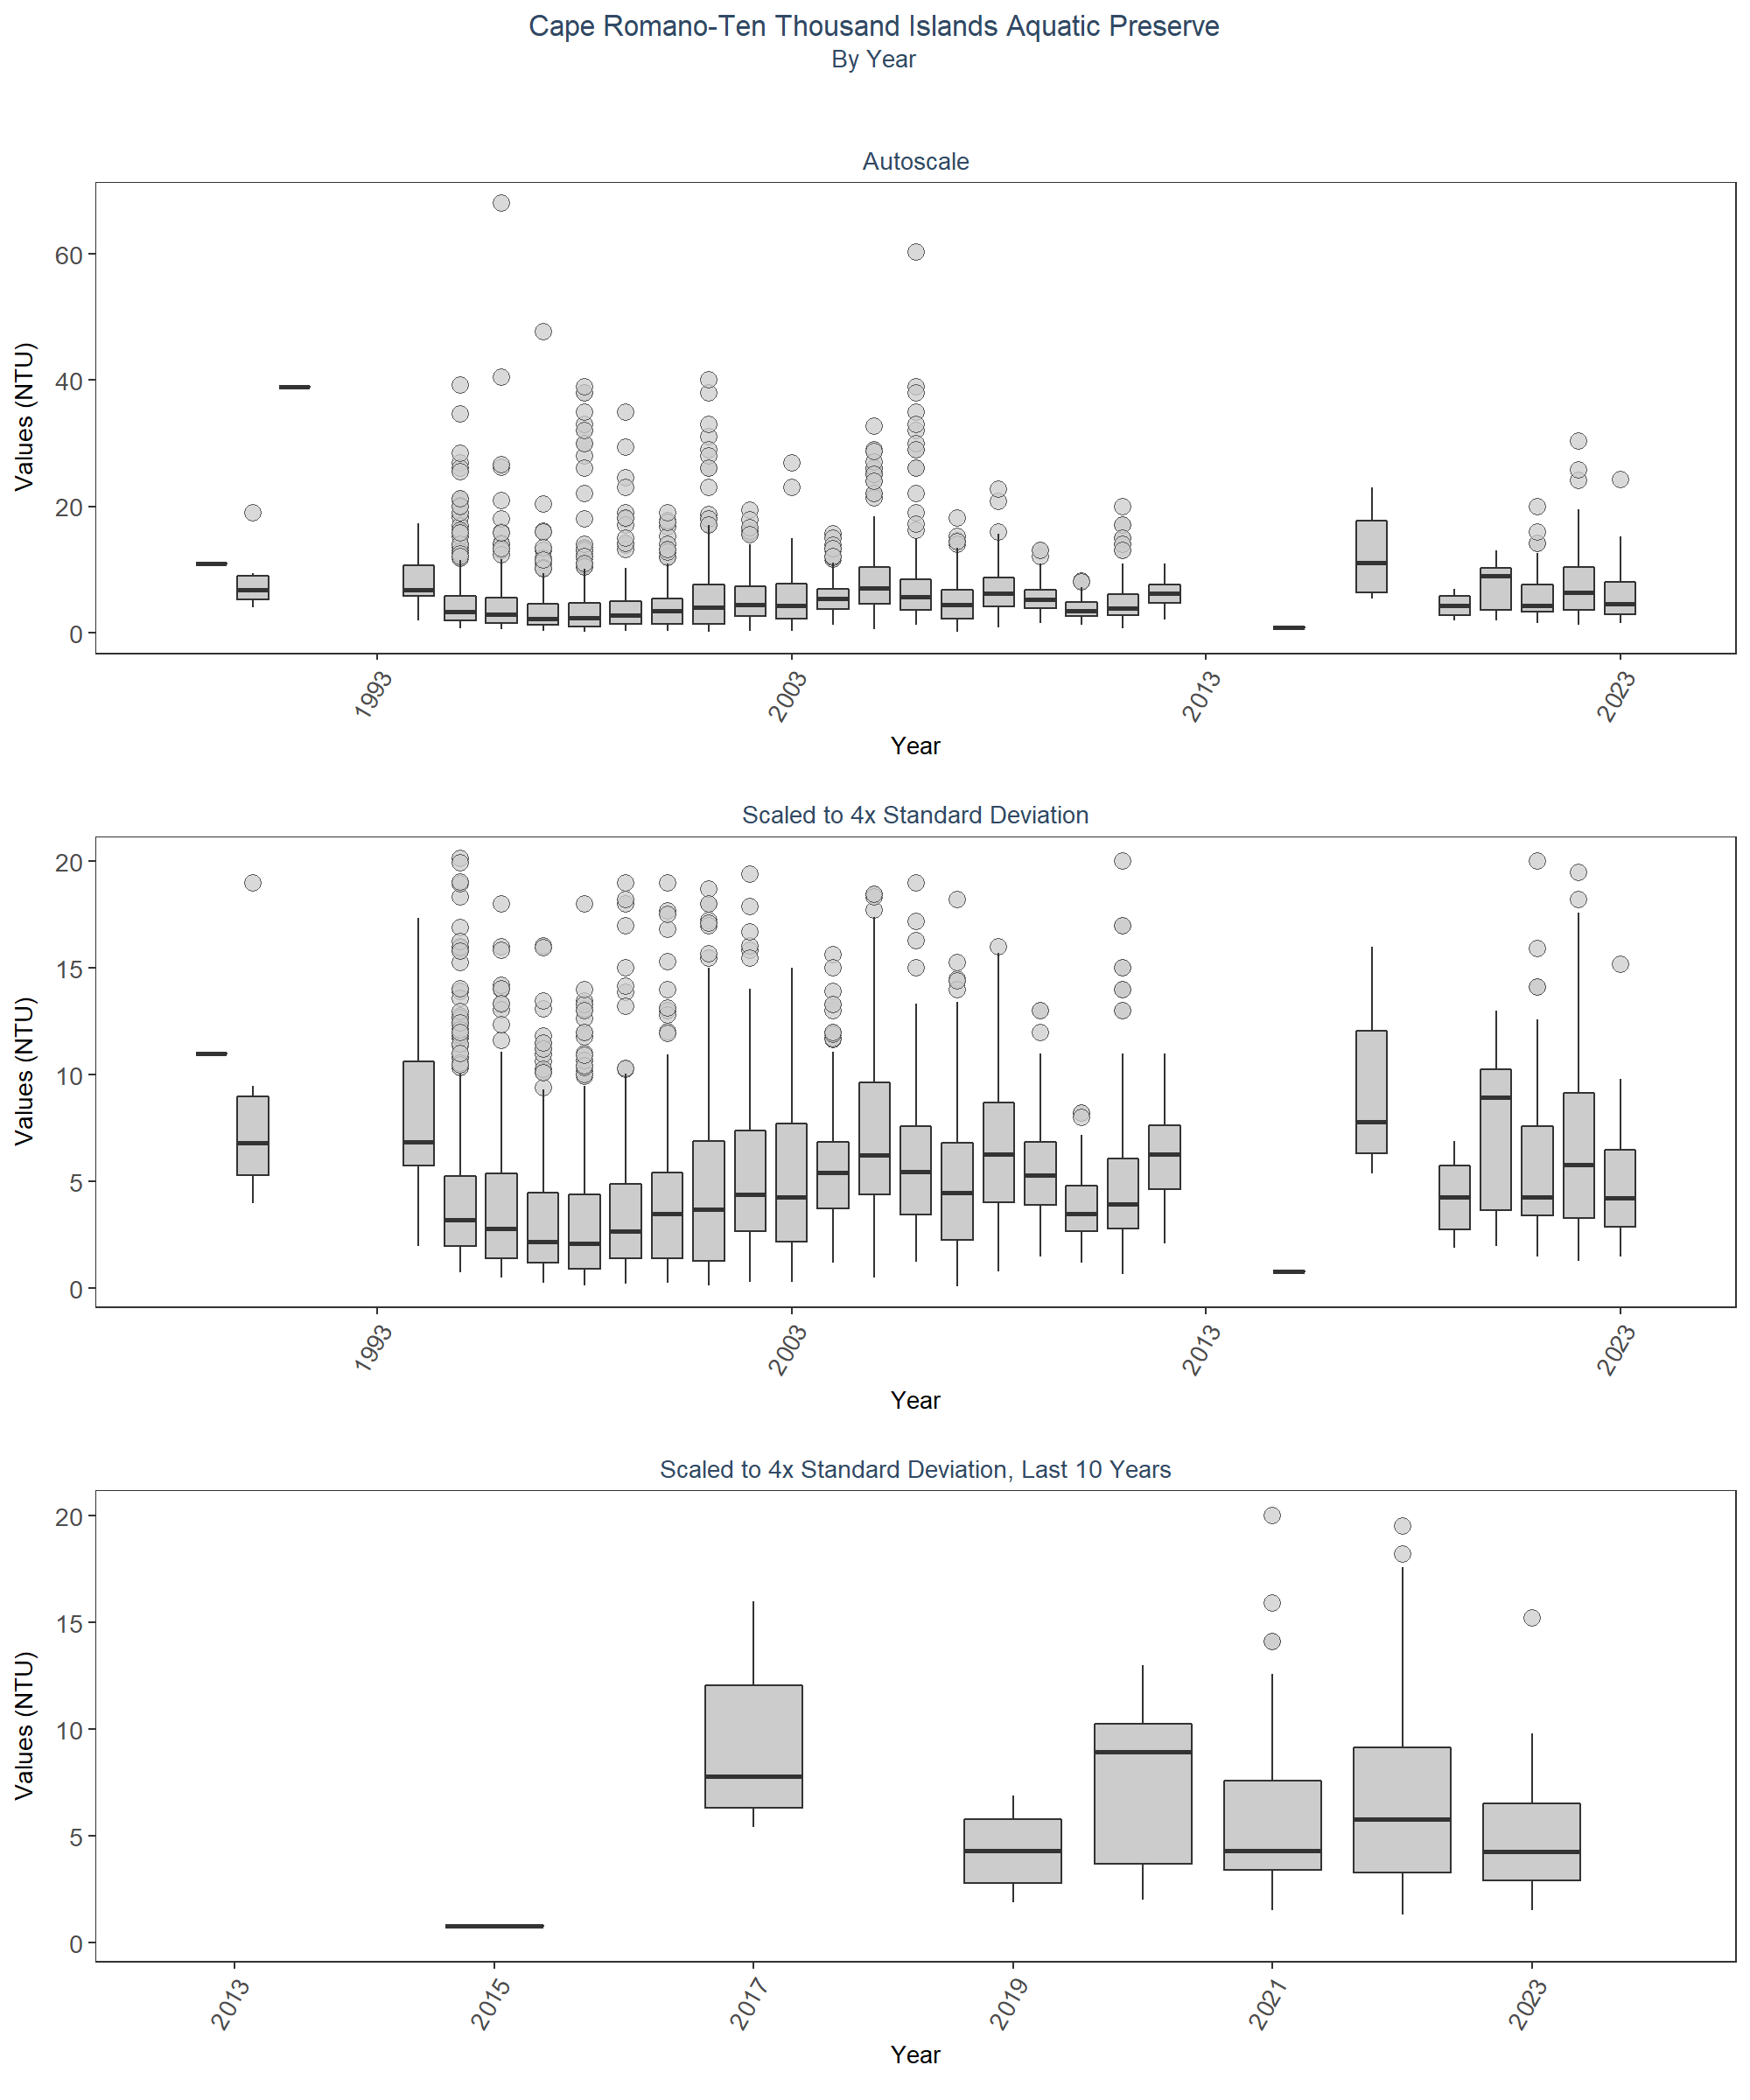 Cape Romano-Ten Thousand Islands Aquatic Preserve
By Year
Autoscale
Values (NTU)
60
40
20
0
1993
2003
2013
2023
Year
Scaled to 4x Standard Deviation
Values (NTU)
20
15
10
5
0
1993
2003
2013
2023
Year
Scaled to 4x Standard Deviation, Last 10 Years
Values (NTU)
20
15
10
5
0
2013
2015
2017
2019
2021
2023
Year